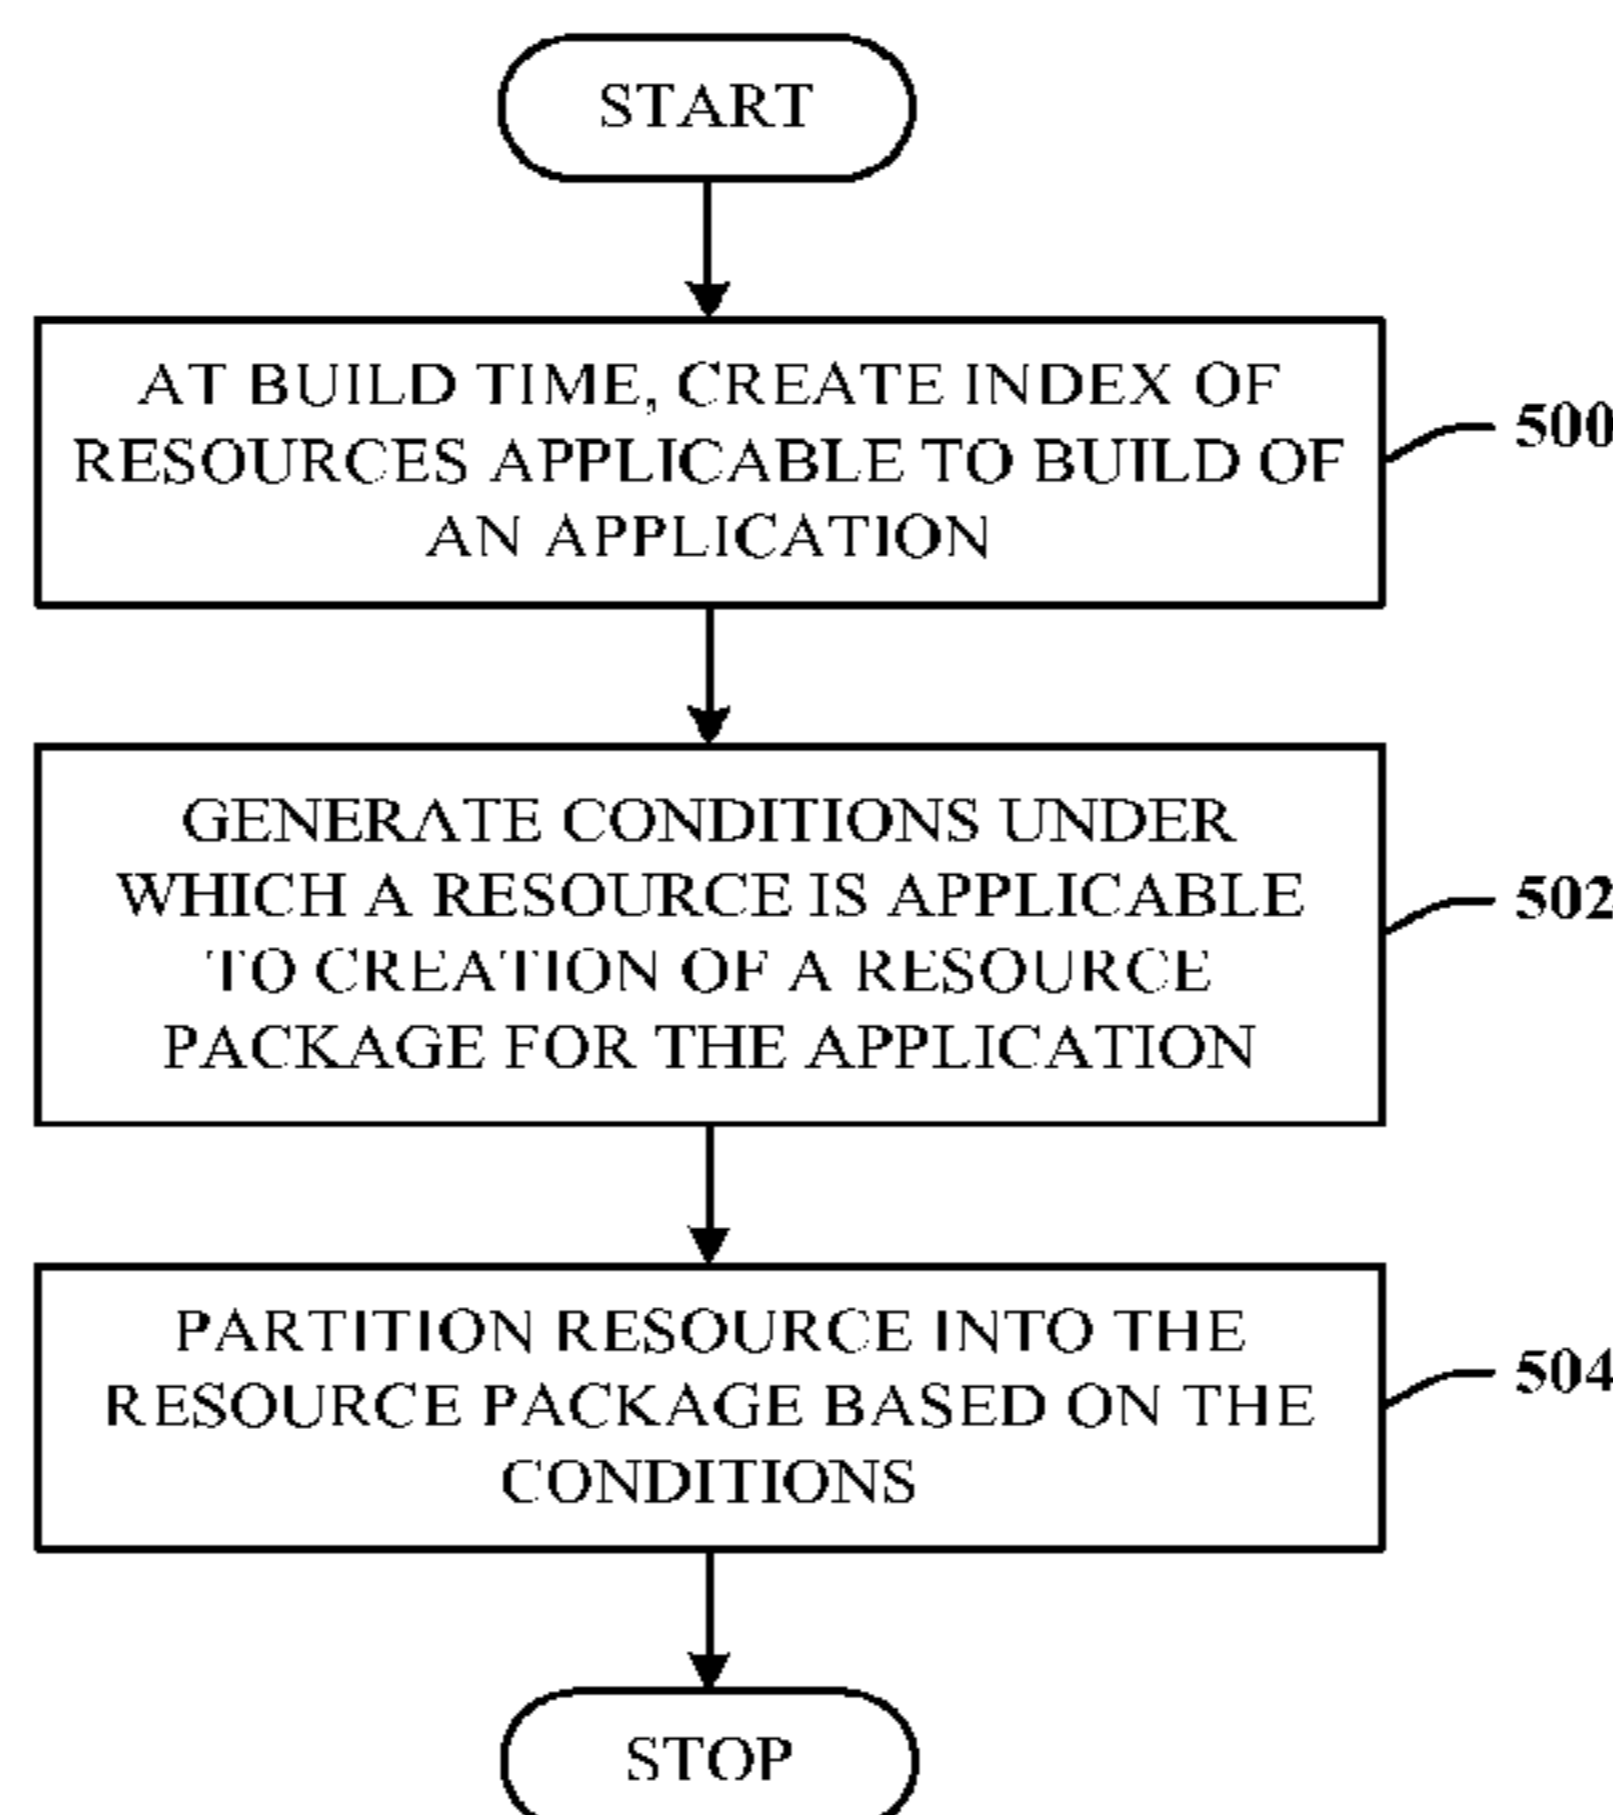 START
AT BUILD TIME, CREATE INDEX OF
RESOURCES APPLICABLE TO BUILD OF
AN APPLICATION
500
GENERATE CONDITIONS UNDER
WHICH A RESOURCE IS APPLICABLE
TO CREATION OF A RESOURCE
PACKAGE FOR THE APPLICATION
502
PARTITION RESOURCE INTO THE
RESOURCE PACKAGE BASED ON THE
CONDITIONS
504
STOP